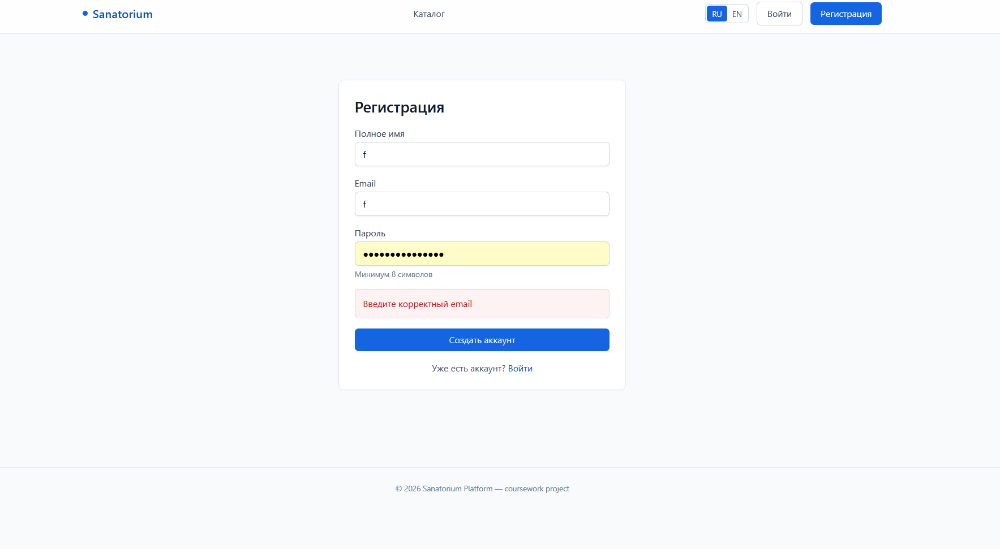 Sanatorium
Каталог
RU EN
Войти
Регистрация
Регистрация
Полное имя
f
Email
f
Пароль
●●●●●●●●●●●●●●●
Минимум 8 символов
Введите корректный email
Создать аккаунт
Уже есть аккаунт? Войти
© 2026 Sanatorium Platform — coursework project